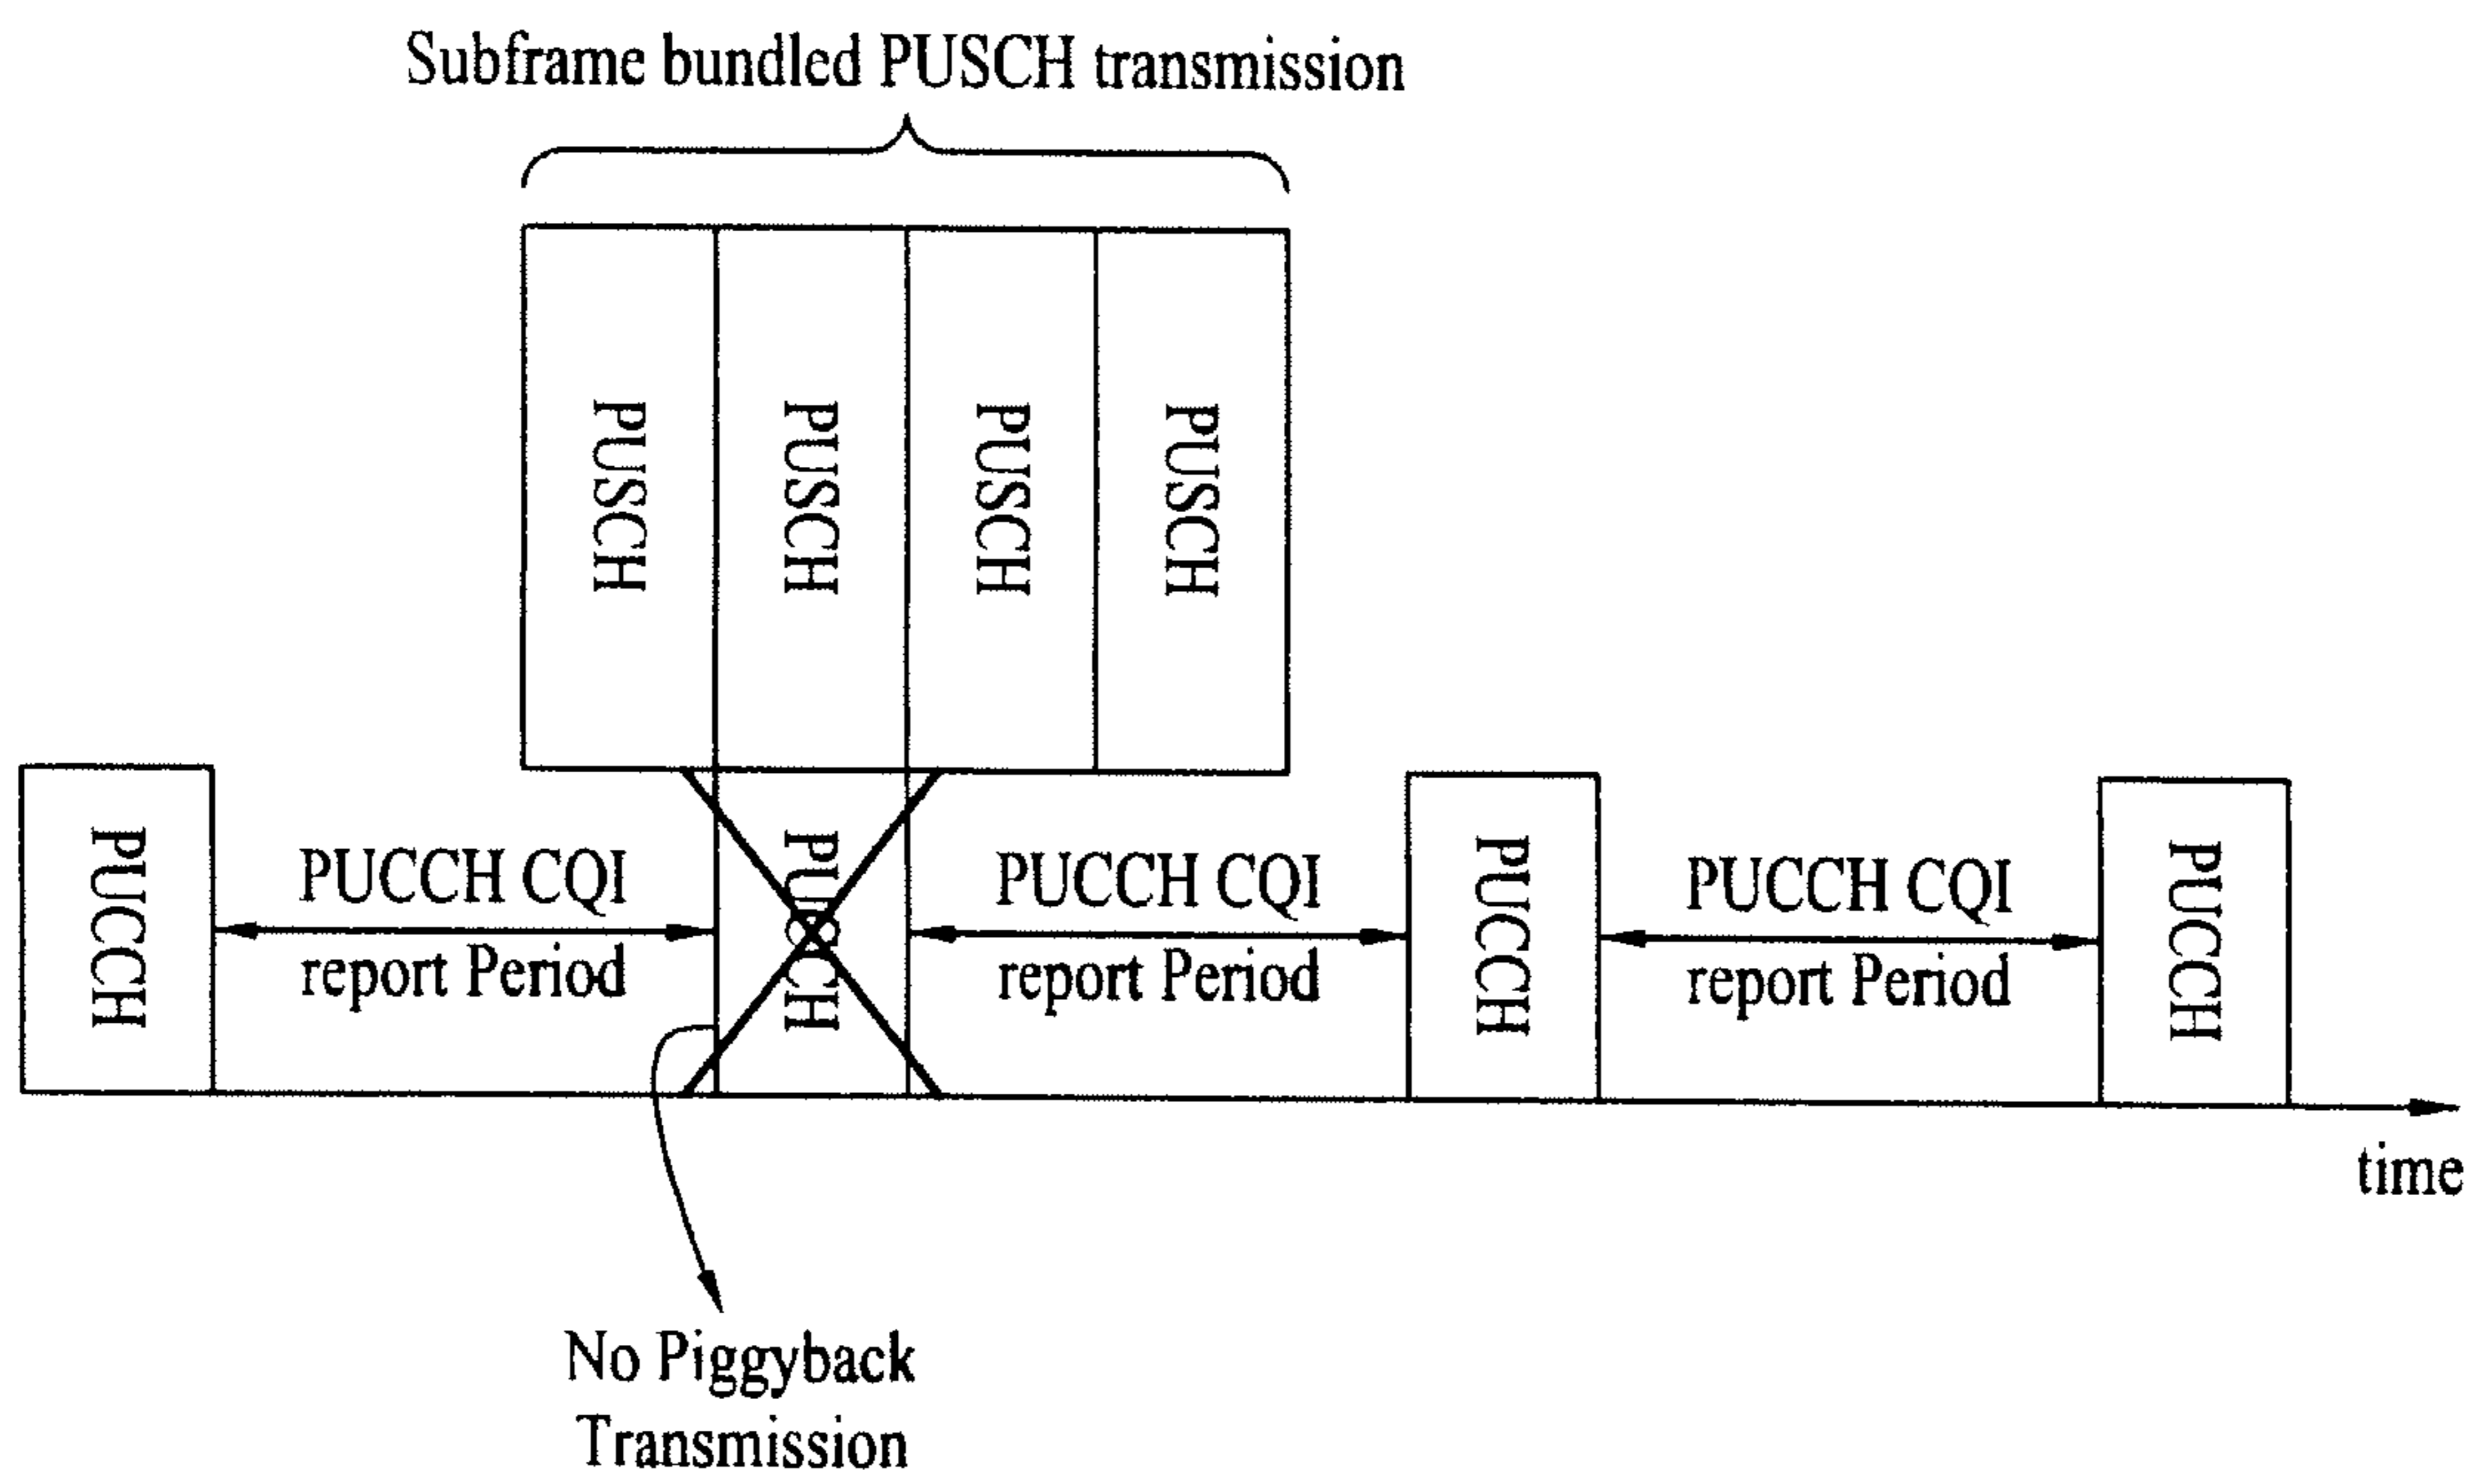 Subframe bundled PUSCH transmission
PUSCH
PUSCH
PUSCH
PUSCH
PUCCH
PUCCH CQI
report Period
PUCCH
PUCCH CQI
report Period
PUCCH
PUCCH CQI
report Period
PUCCH
time
No Piggyback
Transmission